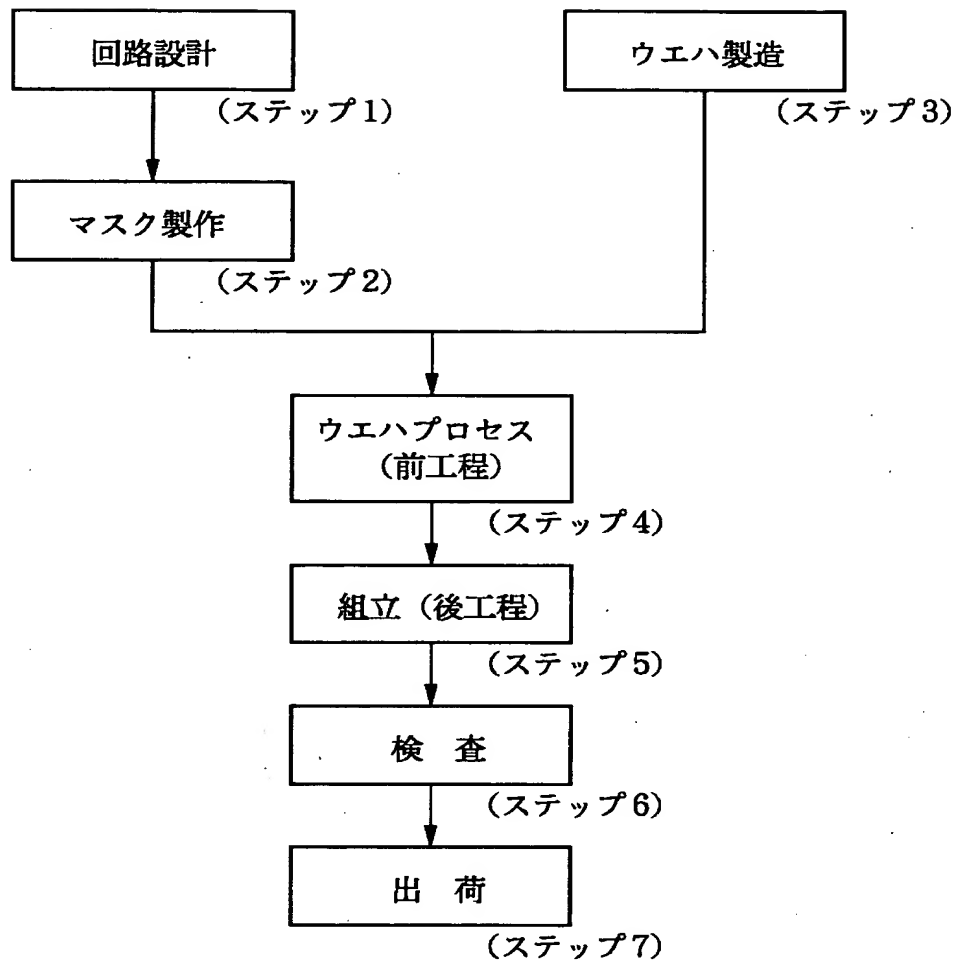 回路設計
(ステップ1)
ウエハ製造
(ステップ3)
マスク製作
(ステップ2)
ウエハプロセス
(前工程)
(ステップ4)
組立(後工程)
(ステップ5)
検 査
(ステップ6)
出 荷
(ステップ7)